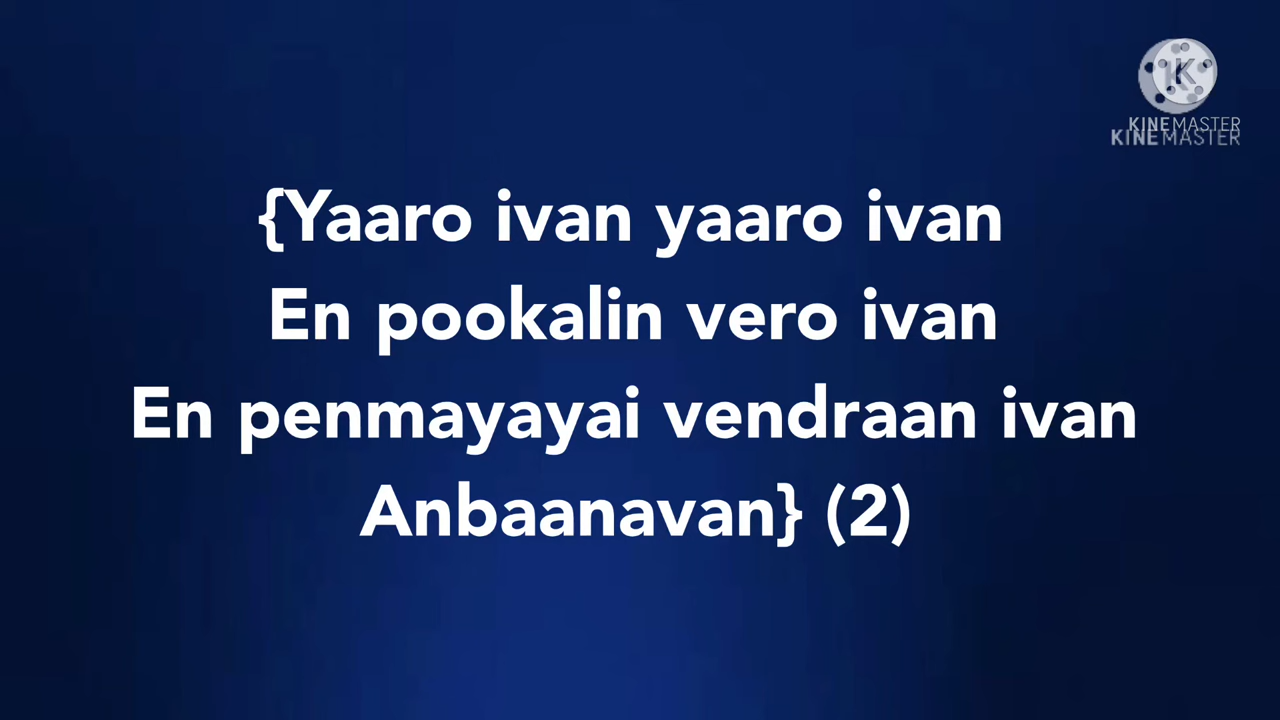 KINEMASTER
KINEMASTER
{Yaaro ivan yaaro ivan
En pookalin vero ivan
En penmayayai vendraan ivan
Anbaanavan} (2)